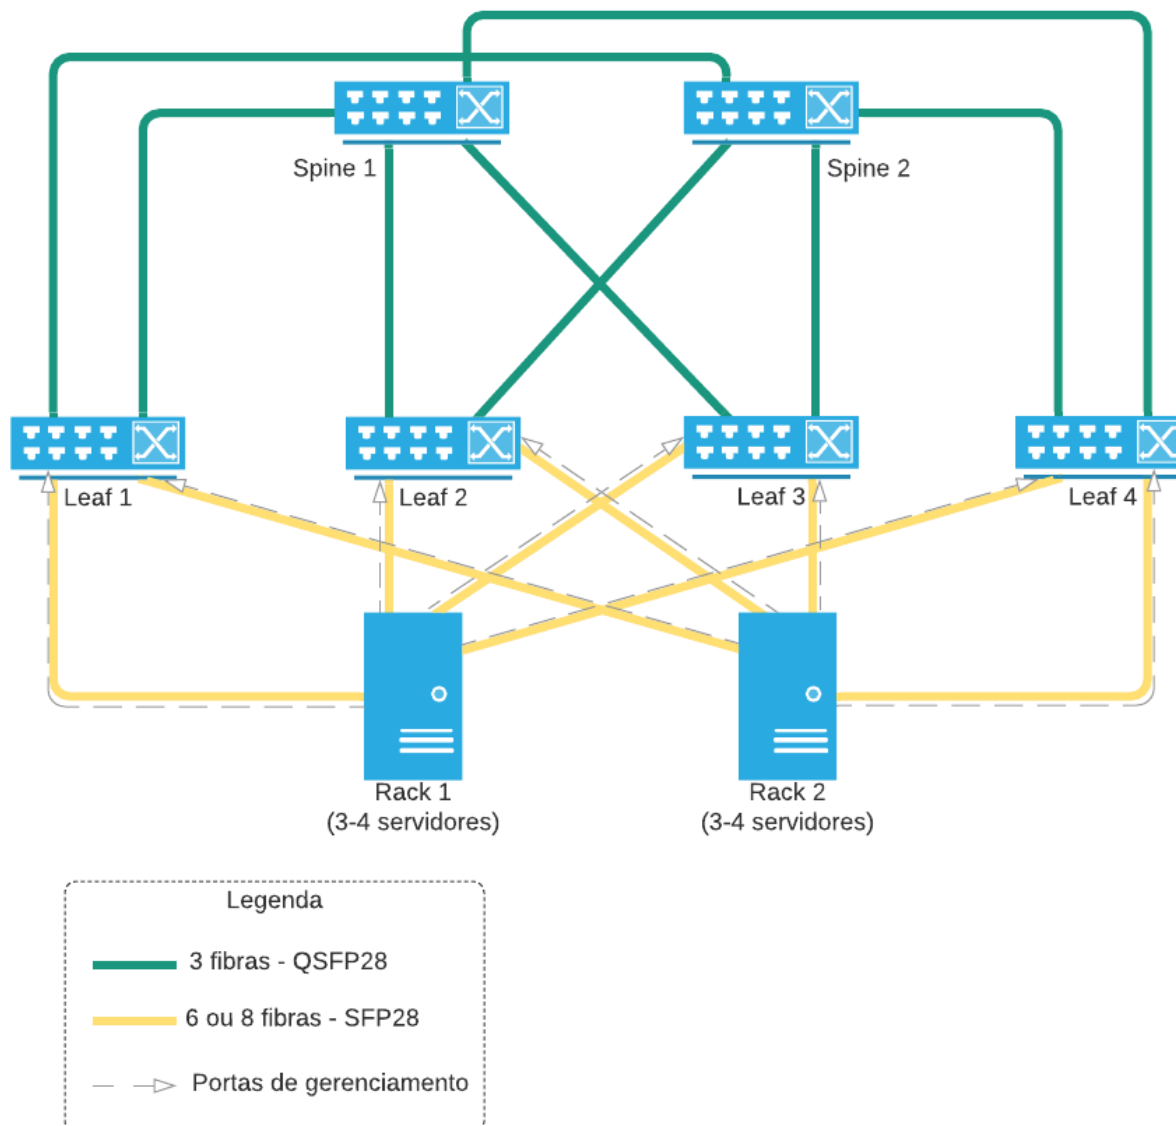 Spine 1
Spine 2
Leaf 1
Leaf 2
Leaf 3
Leaf 4
Rack 1
(3-4 servidores)
Rack 2
(3-4 servidores)
Legenda
3 fibras - QSFP28
6 ou 8 fibras - SFP28
Portas de gerenciamento